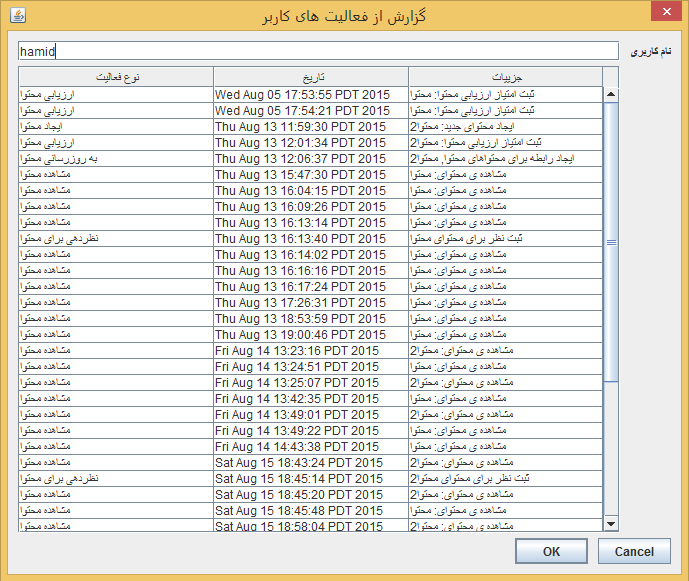 گزارش از فعالیت های کاربر
نام کاربری hamid
نوع فعالیت تاریخ جزییات
ارزیابی محتوا Wed Aug 05 17:53:55 PDT 2015 ثبت امتیاز ارزیابی محتوا: محتوا
ارزیابی محتوا Wed Aug 05 17:54:21 PDT 2015 ثبت امتیاز ارزیابی محتوا: محتوا
ایجاد محتوا Thu Aug 13 11:59:30 PDT 2015 ایجاد محتوای جدید: محتوا2
ارزیابی محتوا Thu Aug 13 12:01:34 PDT 2015 ثبت امتیاز ارزیابی محتوا: محتوا2
به روزرسانی محتوا Thu Aug 13 12:06:37 PDT 2015 ایجاد رابطه برای محتواهای محتوا, محتوا2
مشاهده محتوا Thu Aug 13 15:47:30 PDT 2015 مشاهده ی محتوای: محتوا
مشاهده محتوا Thu Aug 13 16:04:15 PDT 2015 مشاهده ی محتوای: محتوا
مشاهده محتوا Thu Aug 13 16:09:26 PDT 2015 مشاهده ی محتوای: محتوا
مشاهده محتوا Thu Aug 13 16:13:14 PDT 2015 مشاهده ی محتوای: محتوا
نظردهی برای محتوا Thu Aug 13 16:13:40 PDT 2015 ثبت نظر برای محتوای محتوا
مشاهده محتوا Thu Aug 13 16:14:02 PDT 2015 مشاهده ی محتوای: محتوا
مشاهده محتوا Thu Aug 13 16:16:16 PDT 2015 مشاهده ی محتوای: محتوا
مشاهده محتوا Thu Aug 13 16:17:24 PDT 2015 مشاهده ی محتوای: محتوا
مشاهده محتوا Thu Aug 13 17:26:31 PDT 2015 مشاهده ی محتوای: محتوا
مشاهده محتوا Thu Aug 13 18:53:59 PDT 2015 مشاهده ی محتوای: محتوا
مشاهده محتوا Thu Aug 13 19:00:46 PDT 2015 مشاهده ی محتوای: محتوا
مشاهده محتوا Fri Aug 14 13:23:16 PDT 2015 مشاهده ی محتوای: محتوا2
مشاهده محتوا Fri Aug 14 13:24:51 PDT 2015 مشاهده ی محتوای: محتوا
مشاهده محتوا Fri Aug 14 13:25:07 PDT 2015 مشاهده ی محتوای: محتوا2
مشاهده محتوا Fri Aug 14 13:42:35 PDT 2015 مشاهده ی محتوای: محتوا
مشاهده محتوا Fri Aug 14 13:49:01 PDT 2015 مشاهده ی محتوای: محتوا2
مشاهده محتوا Fri Aug 14 13:49:22 PDT 2015 مشاهده ی محتوای: محتوا
مشاهده محتوا Fri Aug 14 14:43:38 PDT 2015 مشاهده ی محتوای: محتوا
مشاهده محتوا Sat Aug 15 18:43:24 PDT 2015 مشاهده ی محتوای: محتوا2
نظردهی برای محتوا Sat Aug 15 18:45:14 PDT 2015 ثبت نظر برای محتوای محتوا2
مشاهده محتوا Sat Aug 15 18:45:20 PDT 2015 مشاهده ی محتوای: محتوا2
مشاهده محتوا Sat Aug 15 18:45:48 PDT 2015 مشاهده ی محتوای: محتوا
مشاهده محتوا Sat Aug 15 18:58:04 PDT 2015 مشاهده ی محتوای: محتوا2
OK Cancel